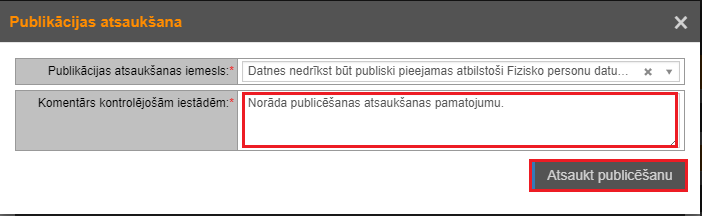 Publikācijas atsaukšana
Publikācijas atsaukšanas iemesls:* Datnes nedrīkst būt publiski pieejamas atbilstoši Fizisko personu datu…
Komentārs kontrolējošām iestādēm:* Norāda publicēšanas atsaukšanas pamatojumu.
Atsaukt publicēšanu